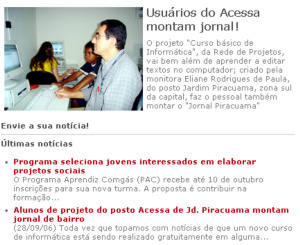 Usuários do Acessa
montam jornal!
O projeto "Curso básico de
Informática", da Rede de Projetos,
vai bem além de aprender a editar
textos no computador; criado pela
monitora Eliane Rodrigues de Paula,
do posto Jardim Piracuama, zona sul
da capital, faz o pessoal também
montar o "Jornal Piracuama"
Envie a sua notícia!
Últimas notícias
• Programa seleciona jovens interessados em elaborar
projetos sociais
O Programa Aprendiz Comgás (PAC) recebe até 10 de outubro
inscrições para sua nova turma. A proposta é contribuir na
formação...
• Alunos de projeto do posto Acessa de Jd. Piracuama montam
jornal de bairro
(28/09/06) Toda vez que topamos com notícias de que um novo curso
de informática está sendo realizado gratuitamente em alguma...